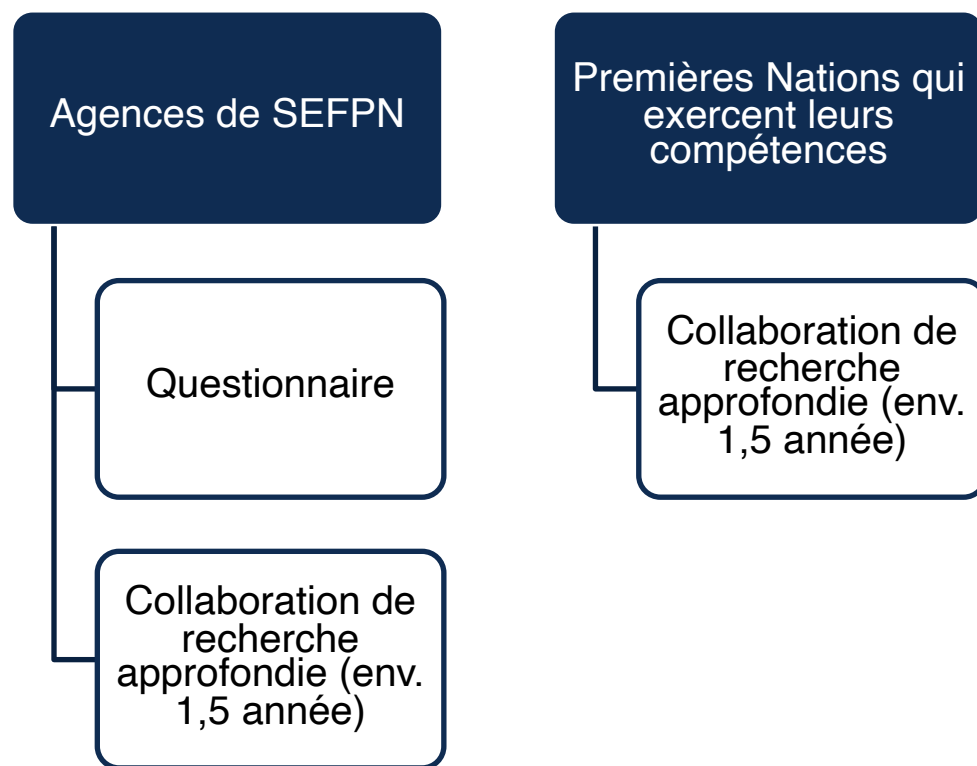 Agences de SEFPN
Questionnaire
Collaboration de
recherche
approfondie (env.
1,5 année)
Premières Nations qui
exercent leurs
compétences
Collaboration de
recherche
approfondie (env.
1,5 année)